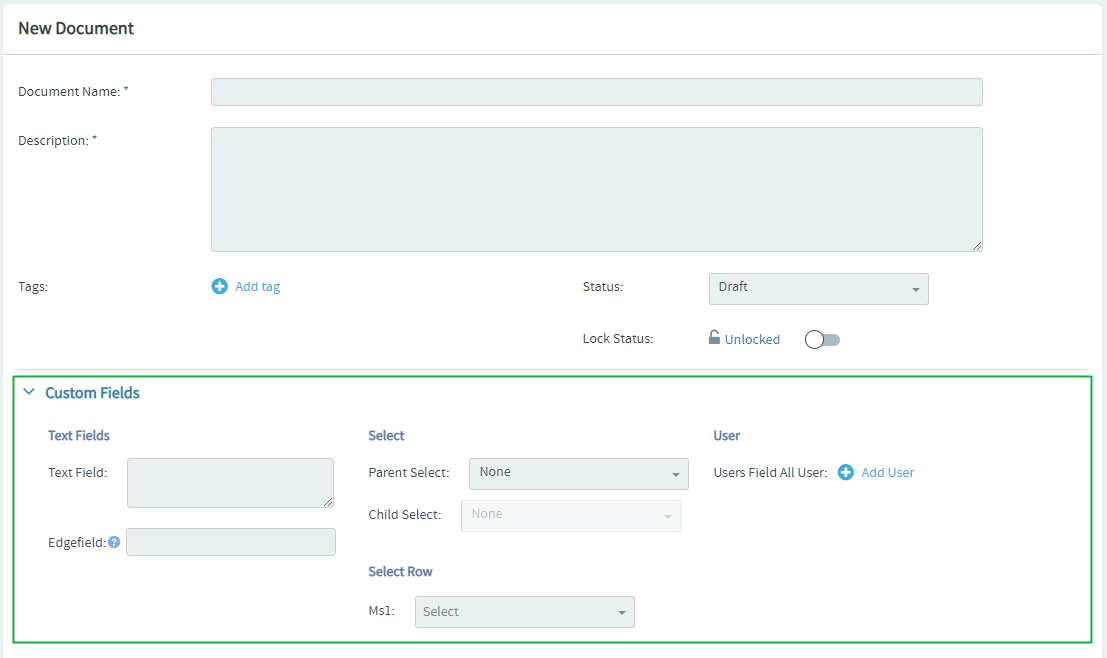 New Document
Document Name: *
Description: *
Tags: Add tag Status: Draft
Lock Status: Unlocked
Custom Fields
Text Fields Select User
Text Field: Parent Select: None Users Field All User: Add User
Child Select: None
Edgefield: ?
Select Row
Ms1: Select